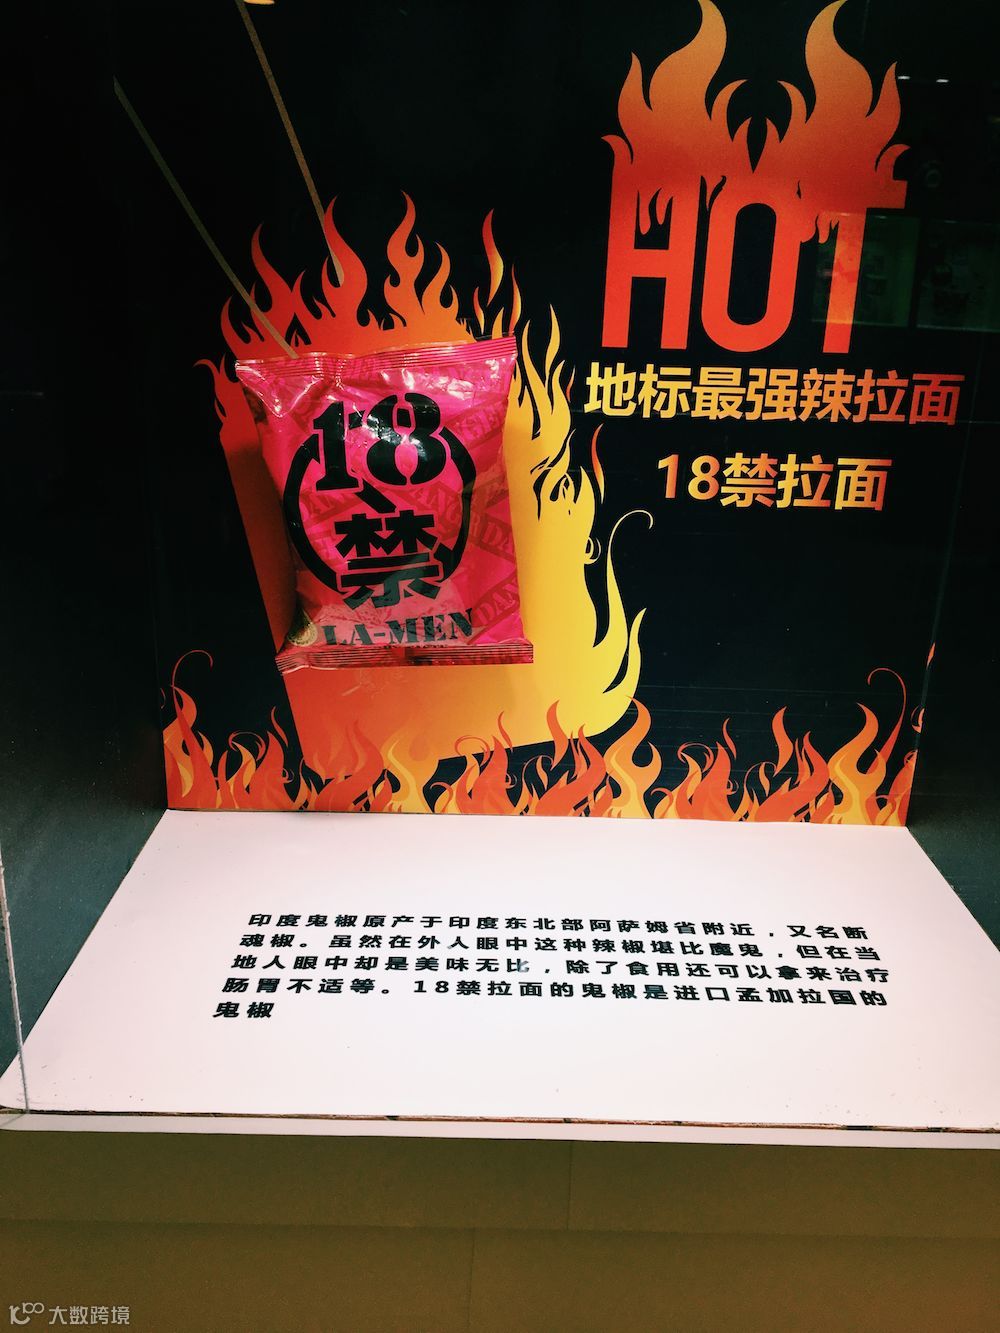 HOT
地标最强辣拉面
18禁拉面
18
禁
LA-MEN
印度鬼椒原产于印度东北部阿萨姆省附近，又名断
魂椒。虽然在外人眼中这种辣椒堪比魔鬼，但在当
地人眼中却是美味无比，除了食用还可以拿来治疗
肠胃不适等。18禁拉面的鬼椒是进口孟加拉国的
鬼椒
大数跨境